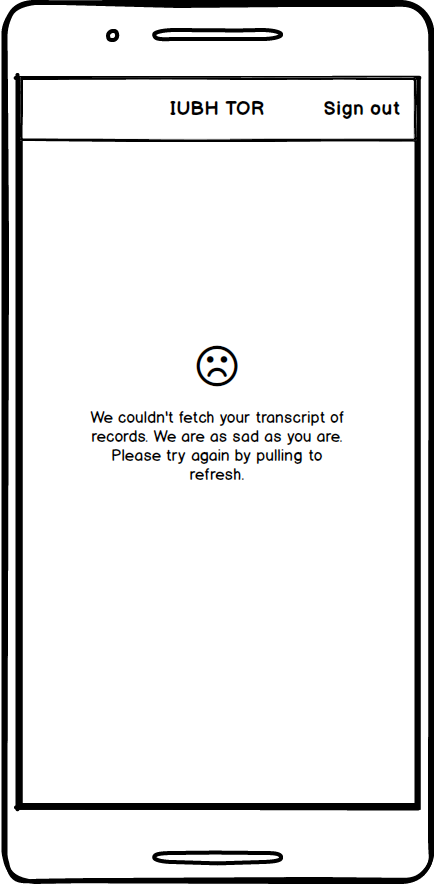 IUBH TOR Sign out
We couldn't fetch your transcript of
records. We are as sad as you are.
Please try again by pulling to
refresh.